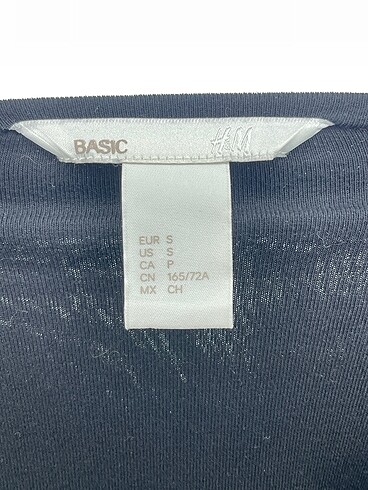 BASIC H&M
EUR S
US S
CA P
CN 165/72A
MX CH